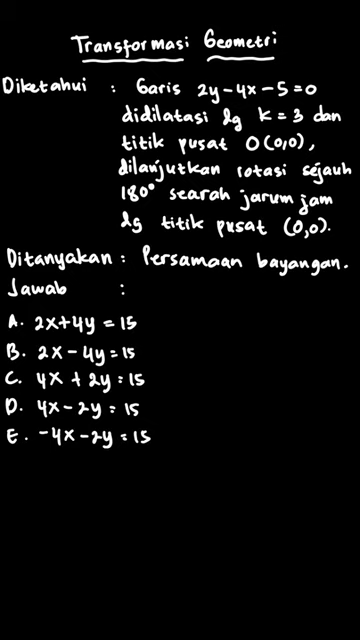 Transformasi Geometri
Diketahui : Garis 2y - 4x - 5 = 0
didilatasi dg k = 3 dan
titik pusat O (0,0),
dilanjutkan rotasi sejauh
180° searah jarum jam
dg titik pusat (0,0).
Ditanyakan : Persamaan bayangan.
Jawab :
A. 2x + 4y = 15
B. 2x - 4y = 15
C. 4x + 2y = 15
D. 4x - 2y = 15
E. -4x - 2y = 15